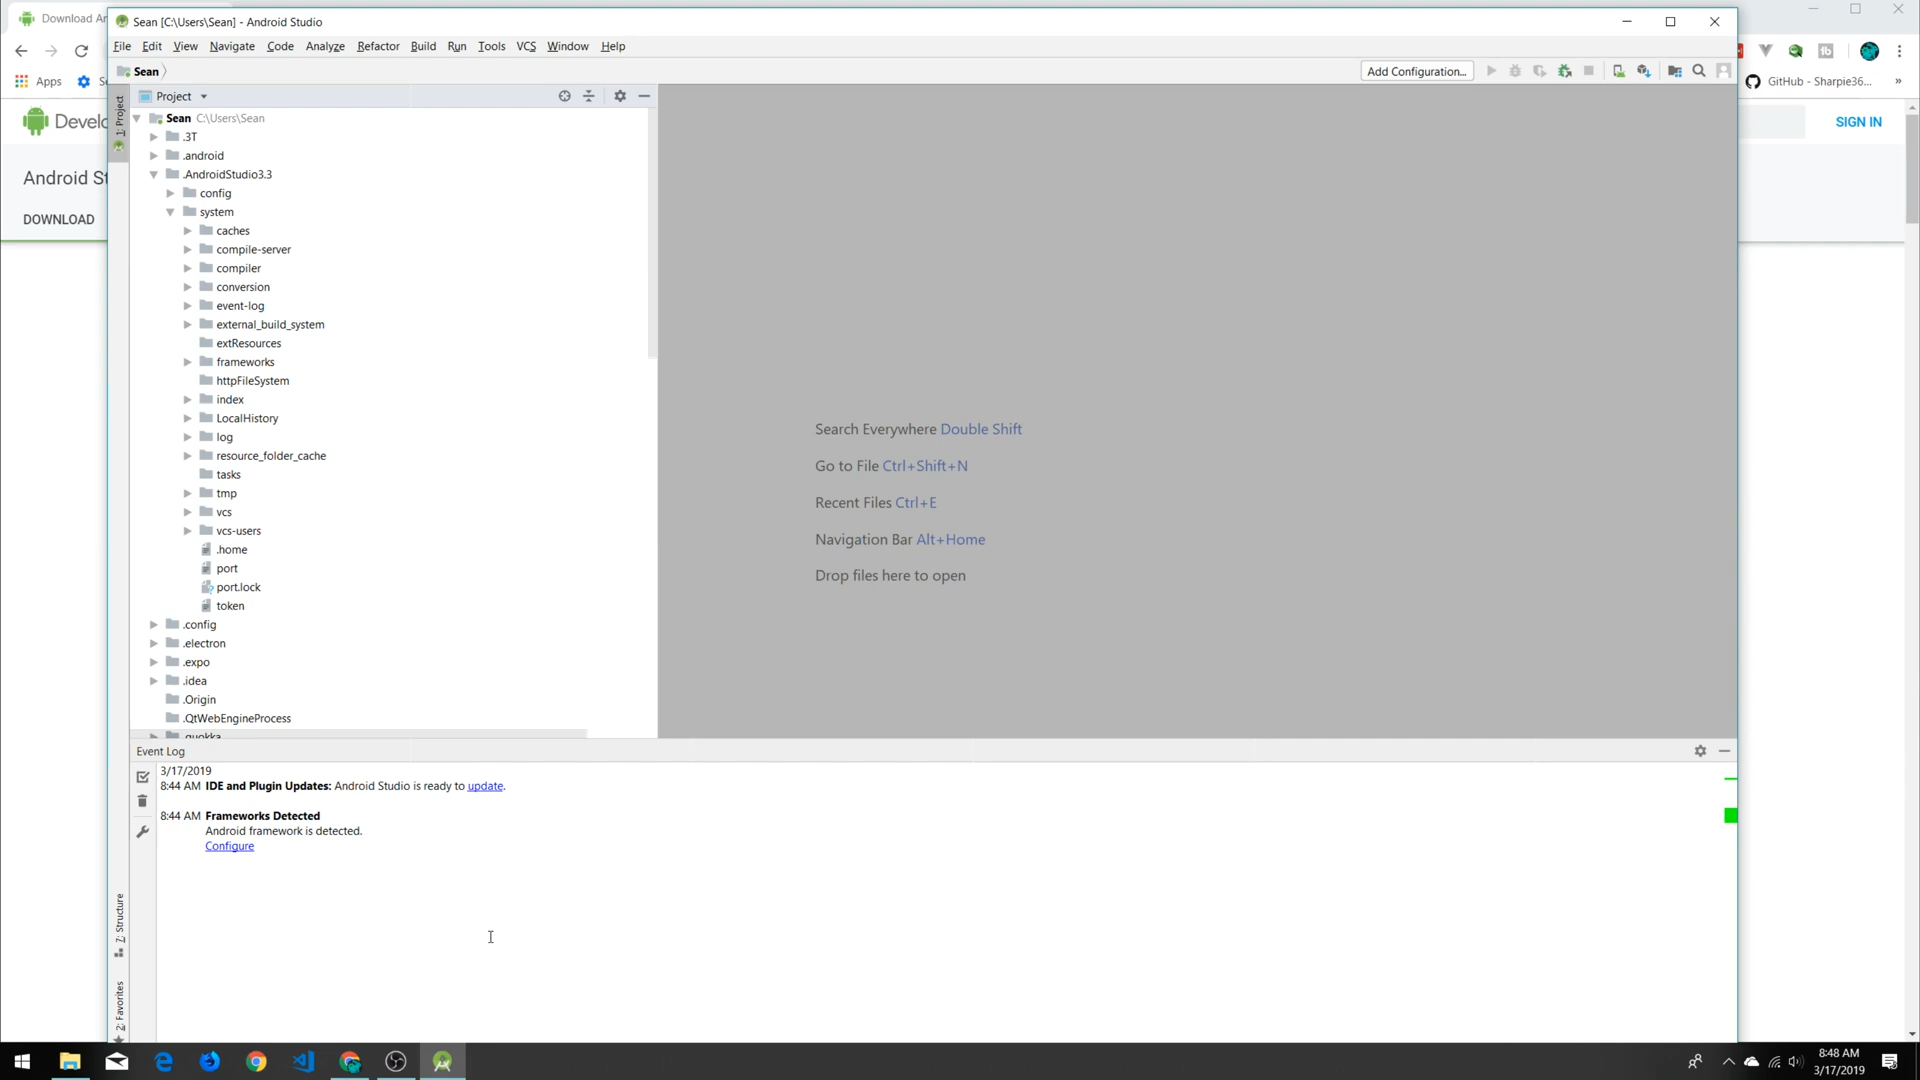 Download An
Sean [C:\Users\Sean] - Android Studio
File Edit View Navigate Code Analyze Refactor Build Run Tools VCS Window Help
Sean
Add Configuration...
Apps
GitHub - Sharpie36...
»
Develo
SIGN IN
Android St
DOWNLOAD
1: Project
Project
Sean C:\Users\Sean
.3T
.android
.AndroidStudio3.3
config
system
caches
compile-server
compiler
conversion
event-log
external_build_system
extResources
frameworks
httpFileSystem
index
LocalHistory
log
resource_folder_cache
tasks
tmp
vcs
vcs-users
.home
port
port.lock
token
.config
.electron
.expo
.idea
.Origin
.QtWebEngineProcess
.quokka
Search Everywhere Double Shift
Go to File Ctrl+Shift+N
Recent Files Ctrl+E
Navigation Bar Alt+Home
Drop files here to open
Event Log
3/17/2019
8:44 AM IDE and Plugin Updates: Android Studio is ready to update.
8:44 AM Frameworks Detected
Android framework is detected.
Configure
7: Structure
2: Favorites
8:48 AM
3/17/2019